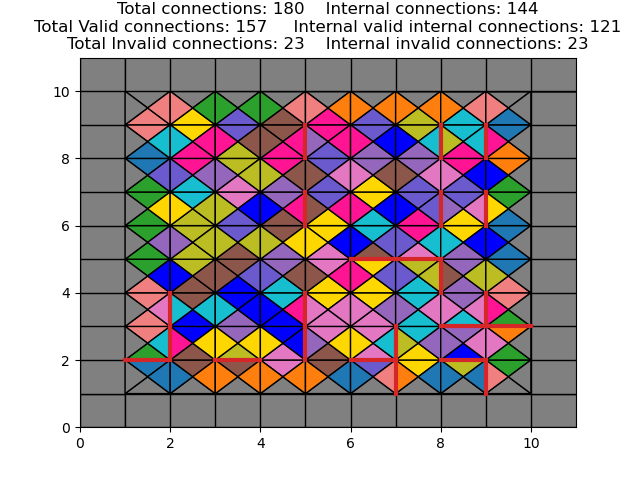 Total connections: 180    Internal connections: 144
Total Valid connections: 157     Internal valid internal connections: 121
Total Invalid connections: 23    Internal invalid connections: 23
10
8
6
4
2
0
0 2 4 6 8 10